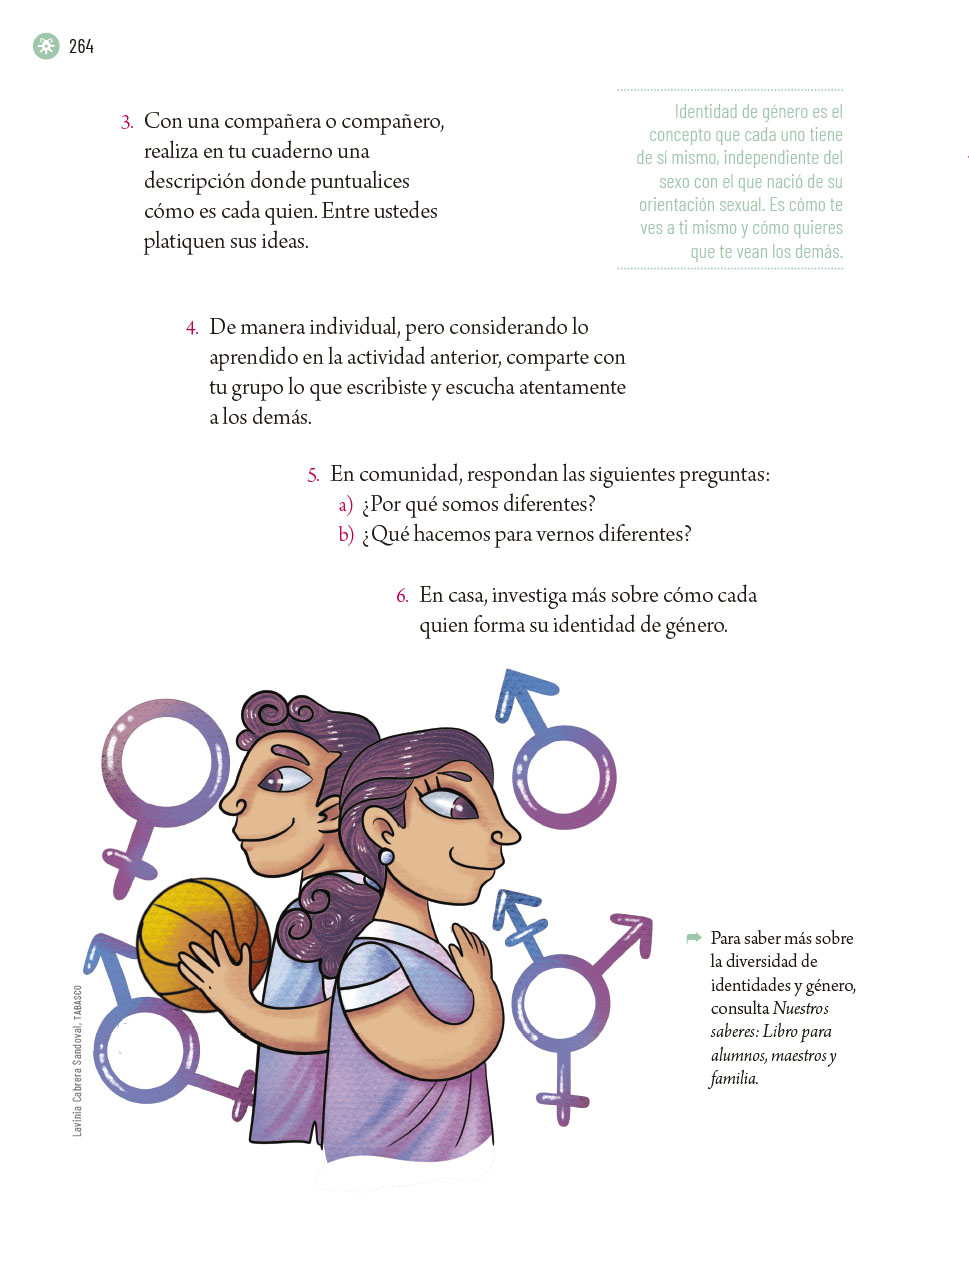 264
3. Con una compañera o compañero,
realiza en tu cuaderno una
descripción donde puntualices
cómo es cada quien. Entre ustedes
platiquen sus ideas.
Identidad de género es el
concepto que cada uno tiene
de sí mismo, independiente del
sexo con el que nació de su
orientación sexual. Es cómo te
ves a ti mismo y cómo quieres
que te vean los demás.
4. De manera individual, pero considerando lo
aprendido en la actividad anterior, comparte con
tu grupo lo que escribiste y escucha atentamente
a los demás.
5. En comunidad, respondan las siguientes preguntas:
a) ¿Por qué somos diferentes?
b) ¿Qué hacemos para vernos diferentes?
6. En casa, investiga más sobre cómo cada
quien forma su identidad de género.
Para saber más sobre
la diversidad de
identidades y género,
consulta Nuestros
saberes: Libro para
alumnos, maestros y
familia.
Lavinia Cabrera Sandoval, TABASCO